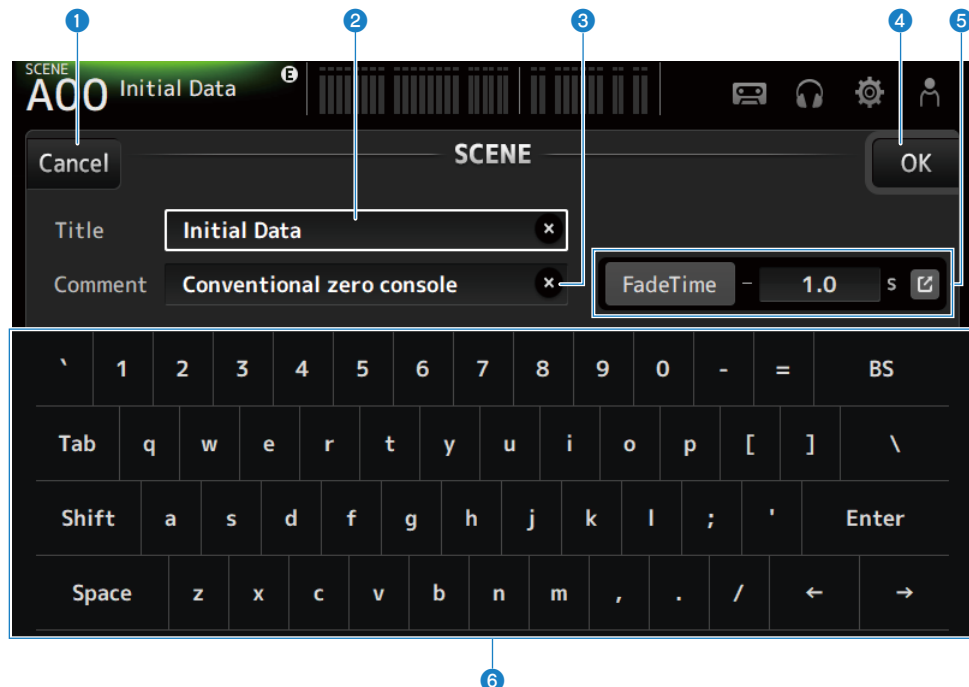 1 2 3 4 5
SCENE
A00 Initial Data E
Cancel SCENE OK
Title Initial Data ×
Comment Conventional zero console × FadeTime – 1.0 s
` 1 2 3 4 5 6 7 8 9 0 - = BS
Tab q w e r t y u i o p [ ] \
Shift a s d f g h j k l ; ' Enter
Space z x c v b n m , . / ← →
6